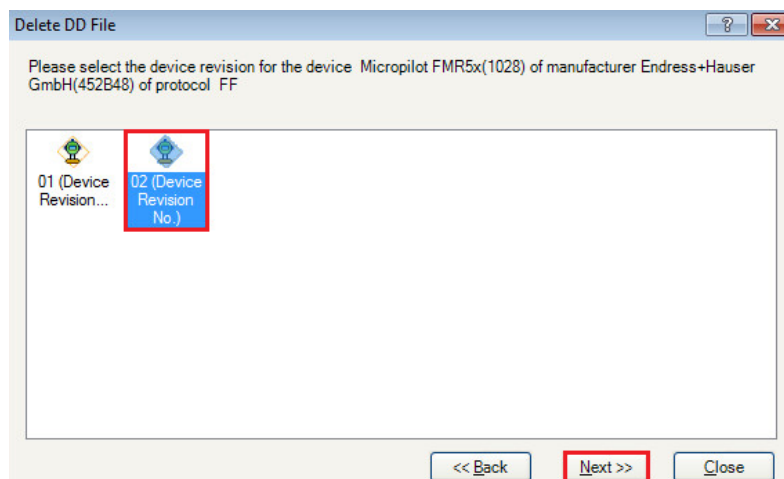 Delete DD File
Please select the device revision for the device Micropilot FMR5x(1028) of manufacturer Endress+Hauser
GmbH(452B48) of protocol FF
01 (Device
Revision...
02 (Device
Revision
No.)
<< Back
Next >>
Close